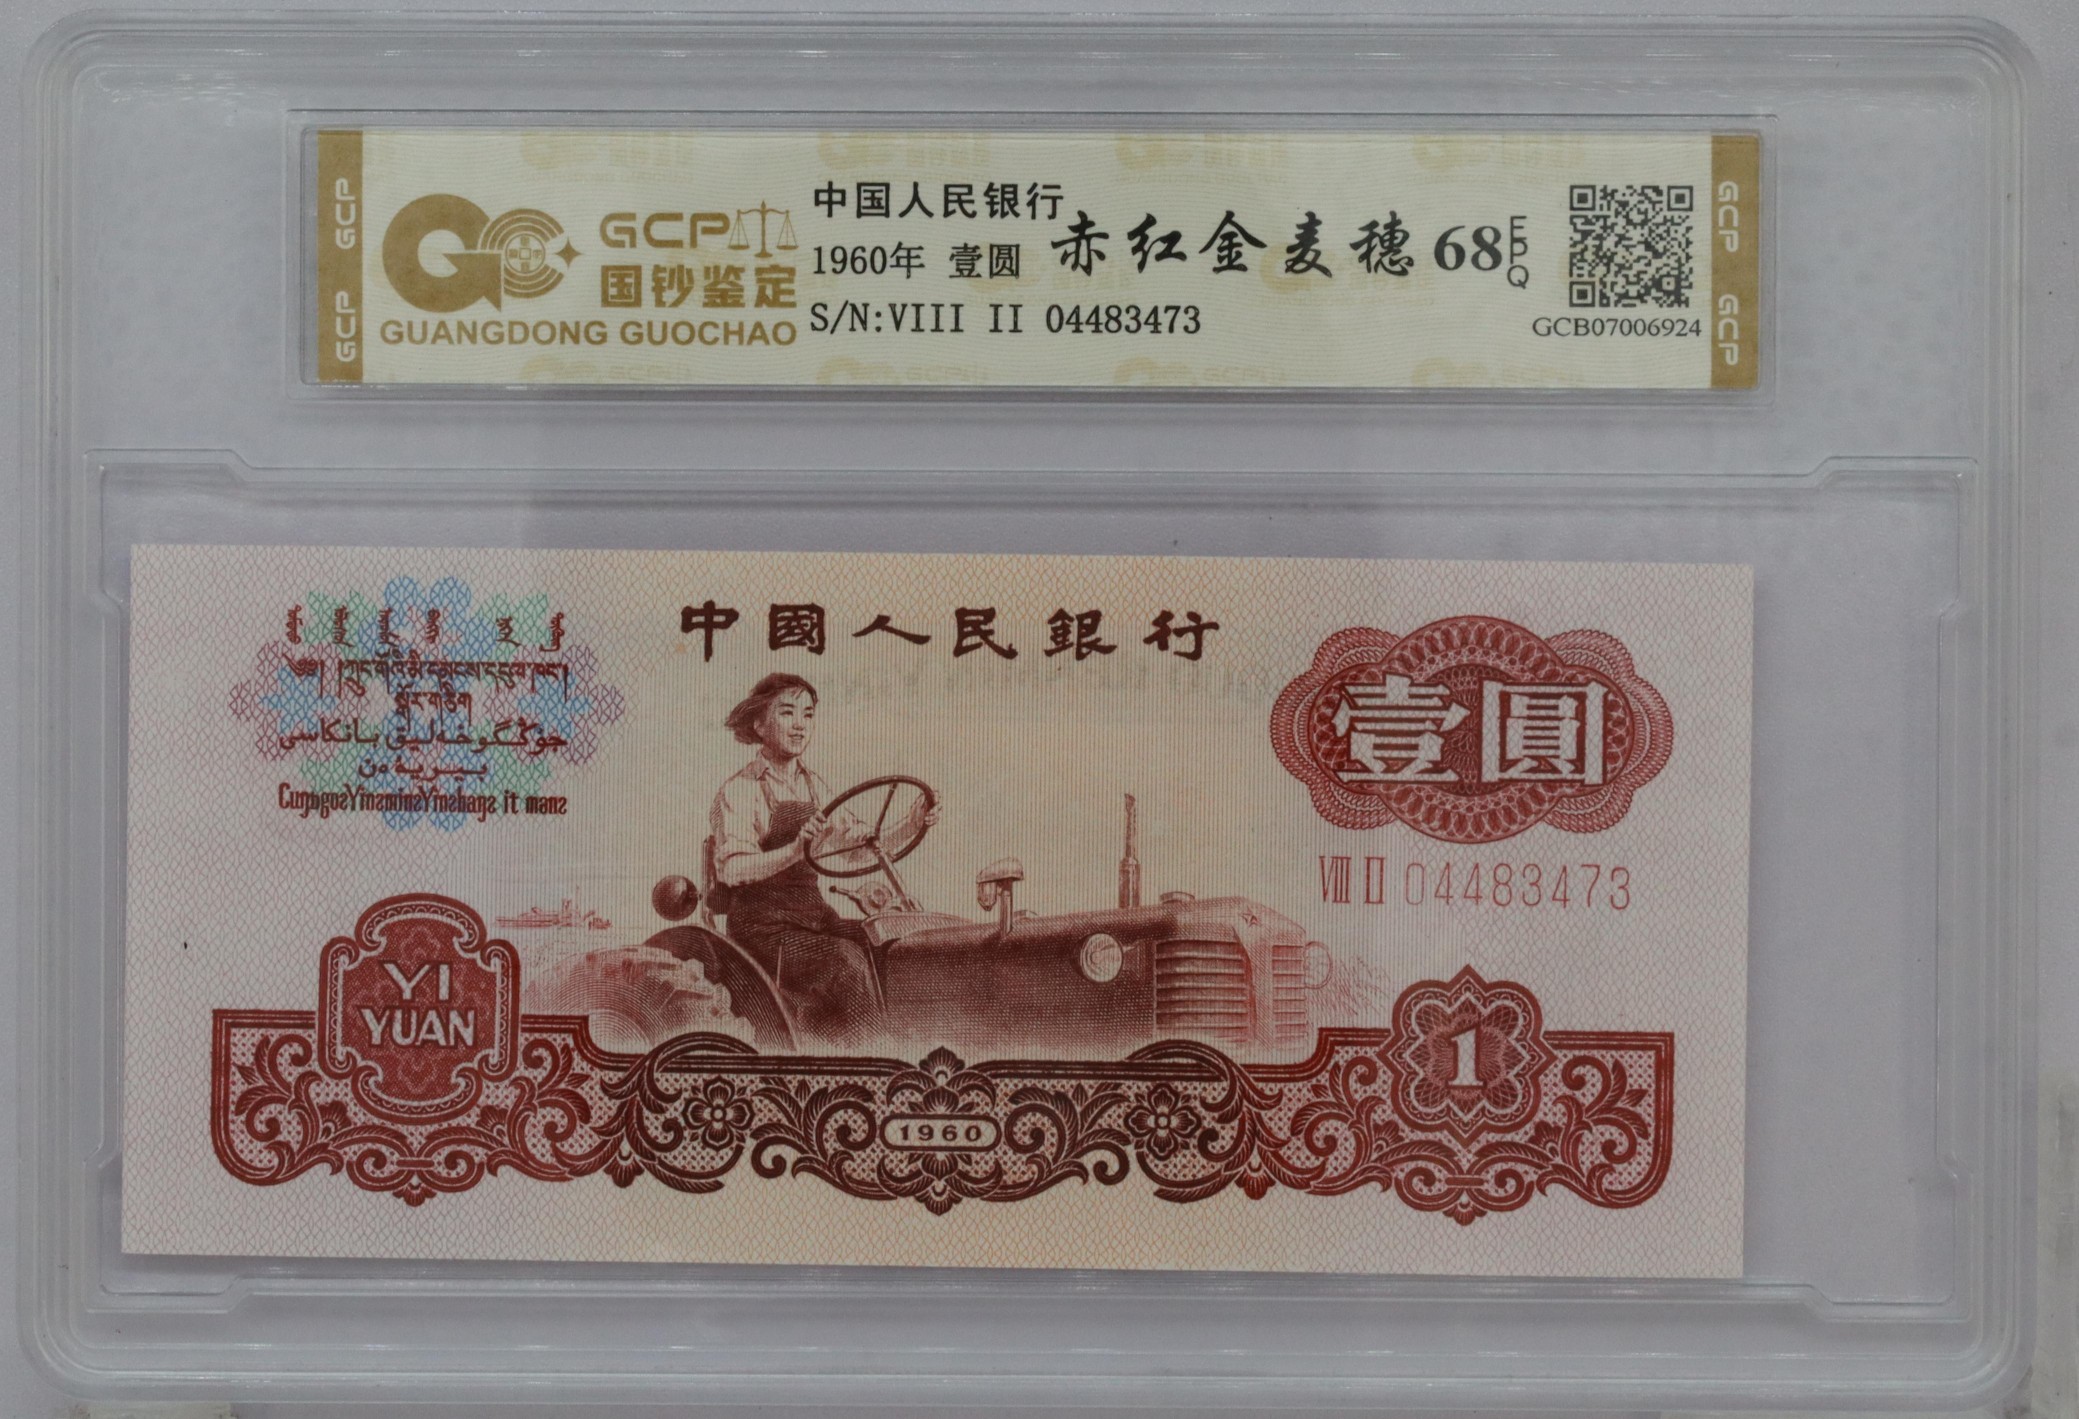 GCP
GCP
GC
GCP
国钞鉴定
GUANGDONG GUOCHAO
中国人民银行
1960年 壹圆
赤红金麦穗
68
EPQ
S/N:VIII II 04483473
GCB07006924
GCP
GCP
中國人民銀行
壹圓
VIII II 04483473
YI
YUAN
1
1960